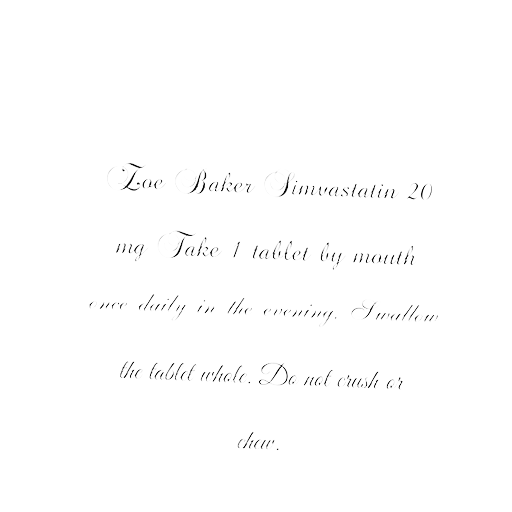 Zoe Baker Simvastatin 20
mg Take 1 tablet by mouth
once daily in the evening. Swallow
the tablet whole. Do not crush or
chew.